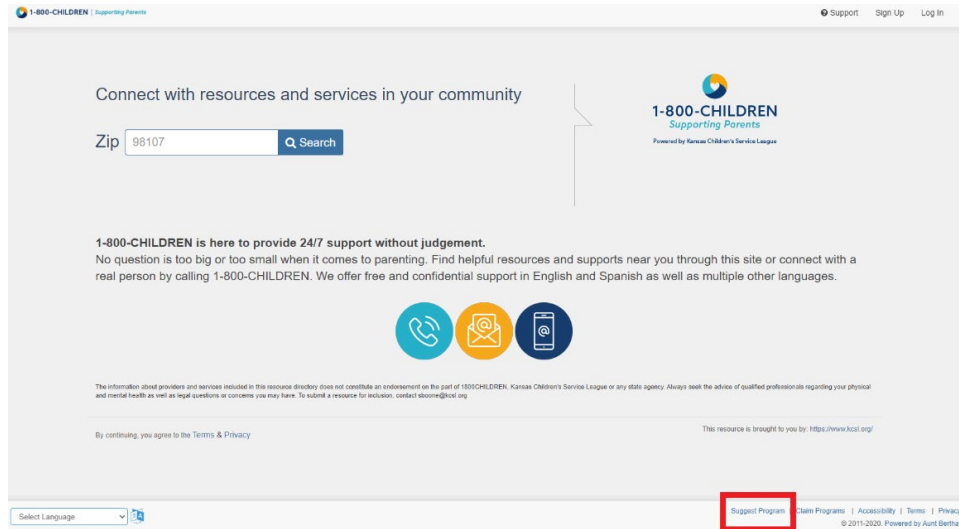 1-800-CHILDREN | Supporting Parents
Support Sign Up Log In
Connect with resources and services in your community
Zip 98107 Search
1-800-CHILDREN
Supporting Parents
Powered by Kansas Children's Service League
1-800-CHILDREN is here to provide 24/7 support without judgement.
No question is too big or too small when it comes to parenting. Find helpful resources and supports near you through this site or connect with a
real person by calling 1-800-CHILDREN. We offer free and confidential support in English and Spanish as well as multiple other languages.
The information about providers and services included in this resource directory does not constitute an endorsement on the part of 1800CHILDREN, Kansas Children's Service League or any state agency. Always seek the advice of qualified professionals regarding your physical
and mental health as well as legal questions or concerns you may have. To submit a resource for inclusion, contact sboone@kcsl.org
By continuing, you agree to the Terms & Privacy
This resource is brought to you by: https://www.kcsl.org/
Select Language
Suggest Program | Claim Programs | Accessibility | Terms | Privacy
© 2011-2020. Powered by Aunt Bertha